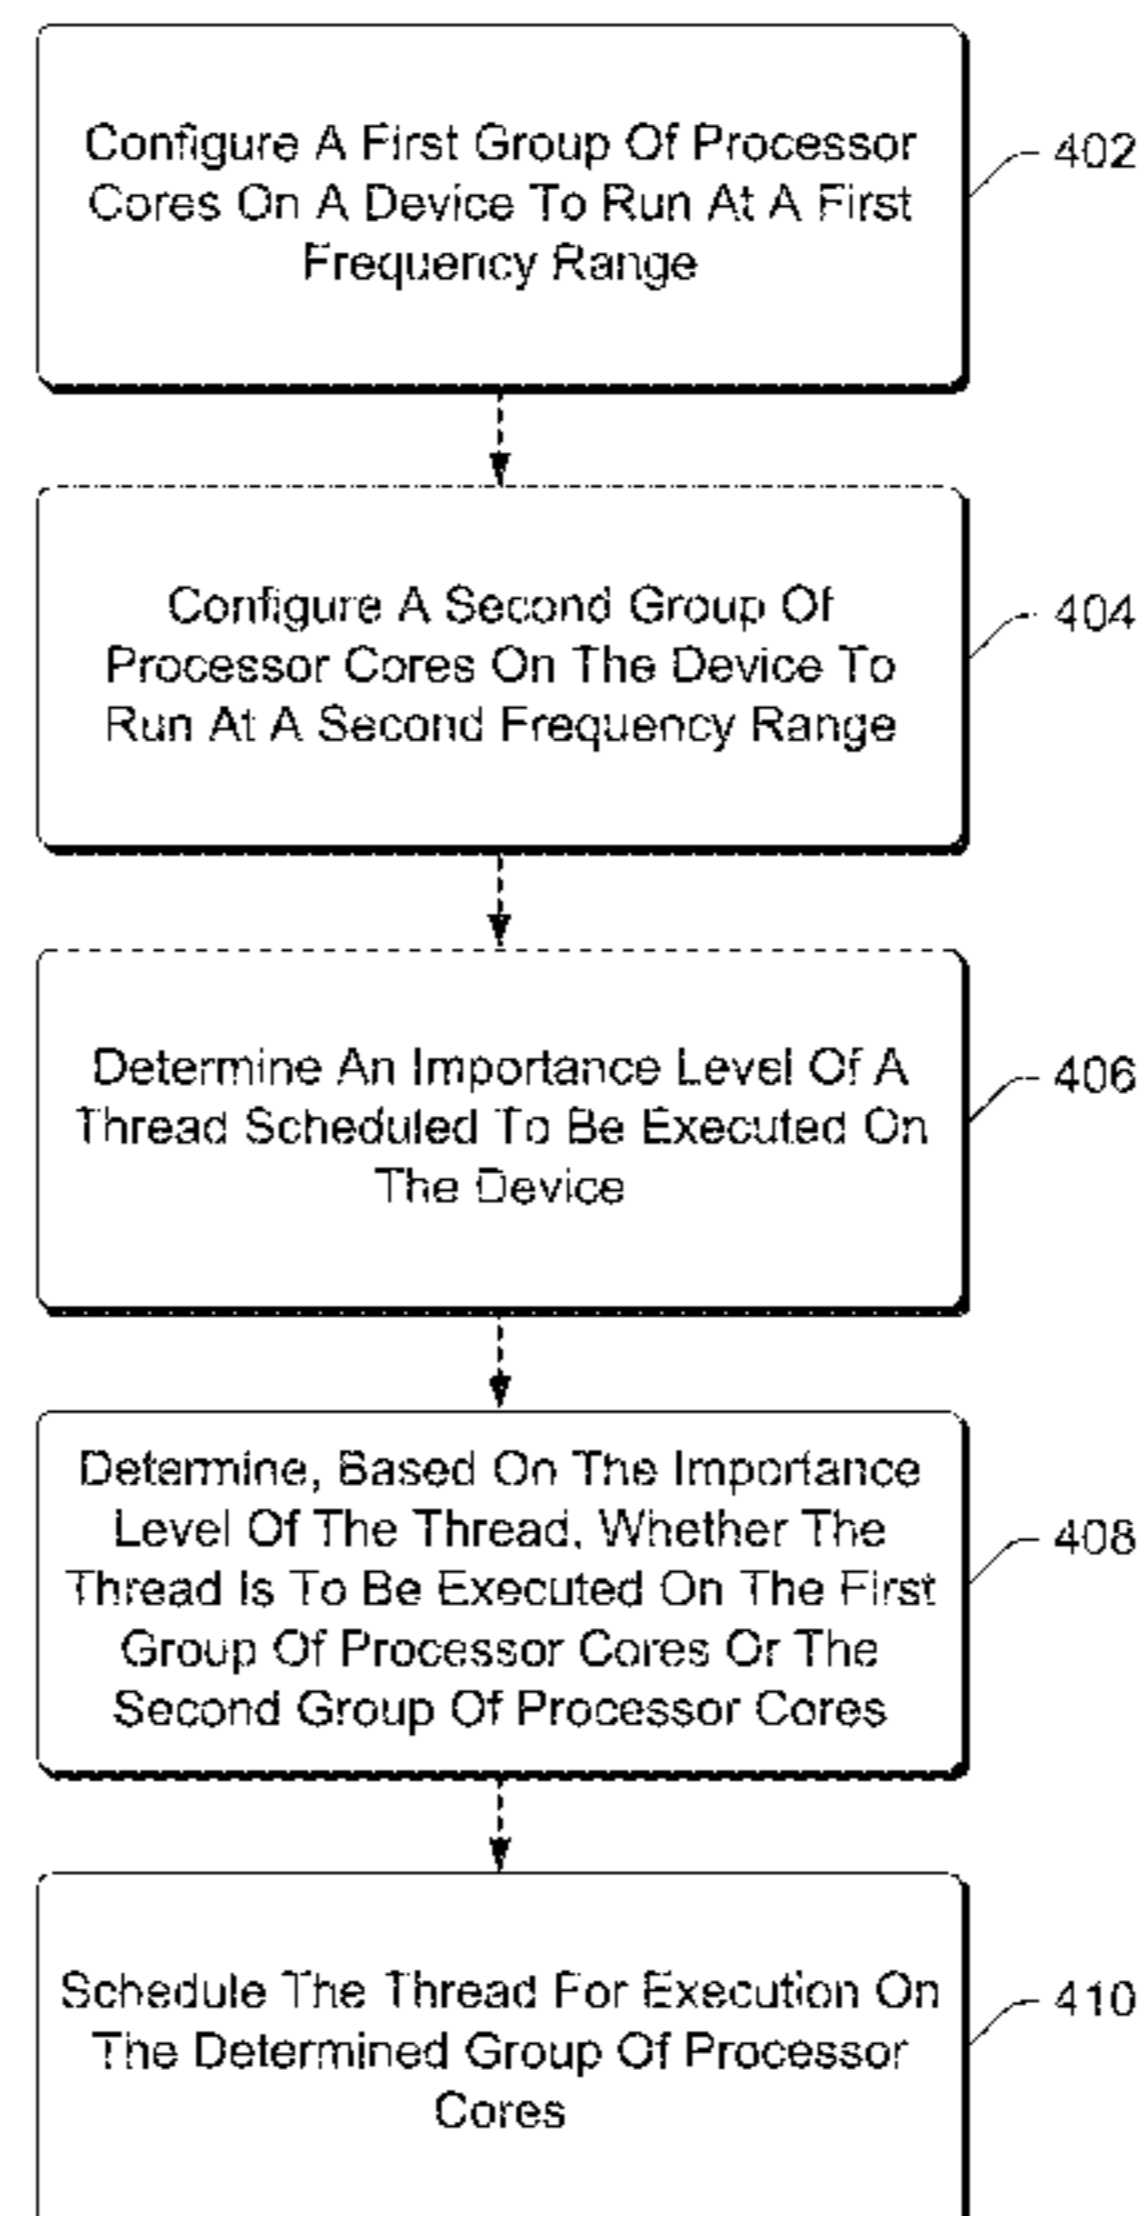 Configure A First Group Of Processor
Cores On A Device To Run At A First
Frequency Range
402
Configure A Second Group Of
Processor Cores On The Device To
Run At A Second Frequency Range
404
Determine An Importance Level Of A
Thread Scheduled To Be Executed On
The Device
406
Determine, Based On The Importance
Level Of The Thread, Whether The
Thread Is To Be Executed On The First
Group Of Processor Cores Or The
Second Group Of Processor Cores
408
Schedule The Thread For Execution On
The Determined Group Of Processor
Cores
410